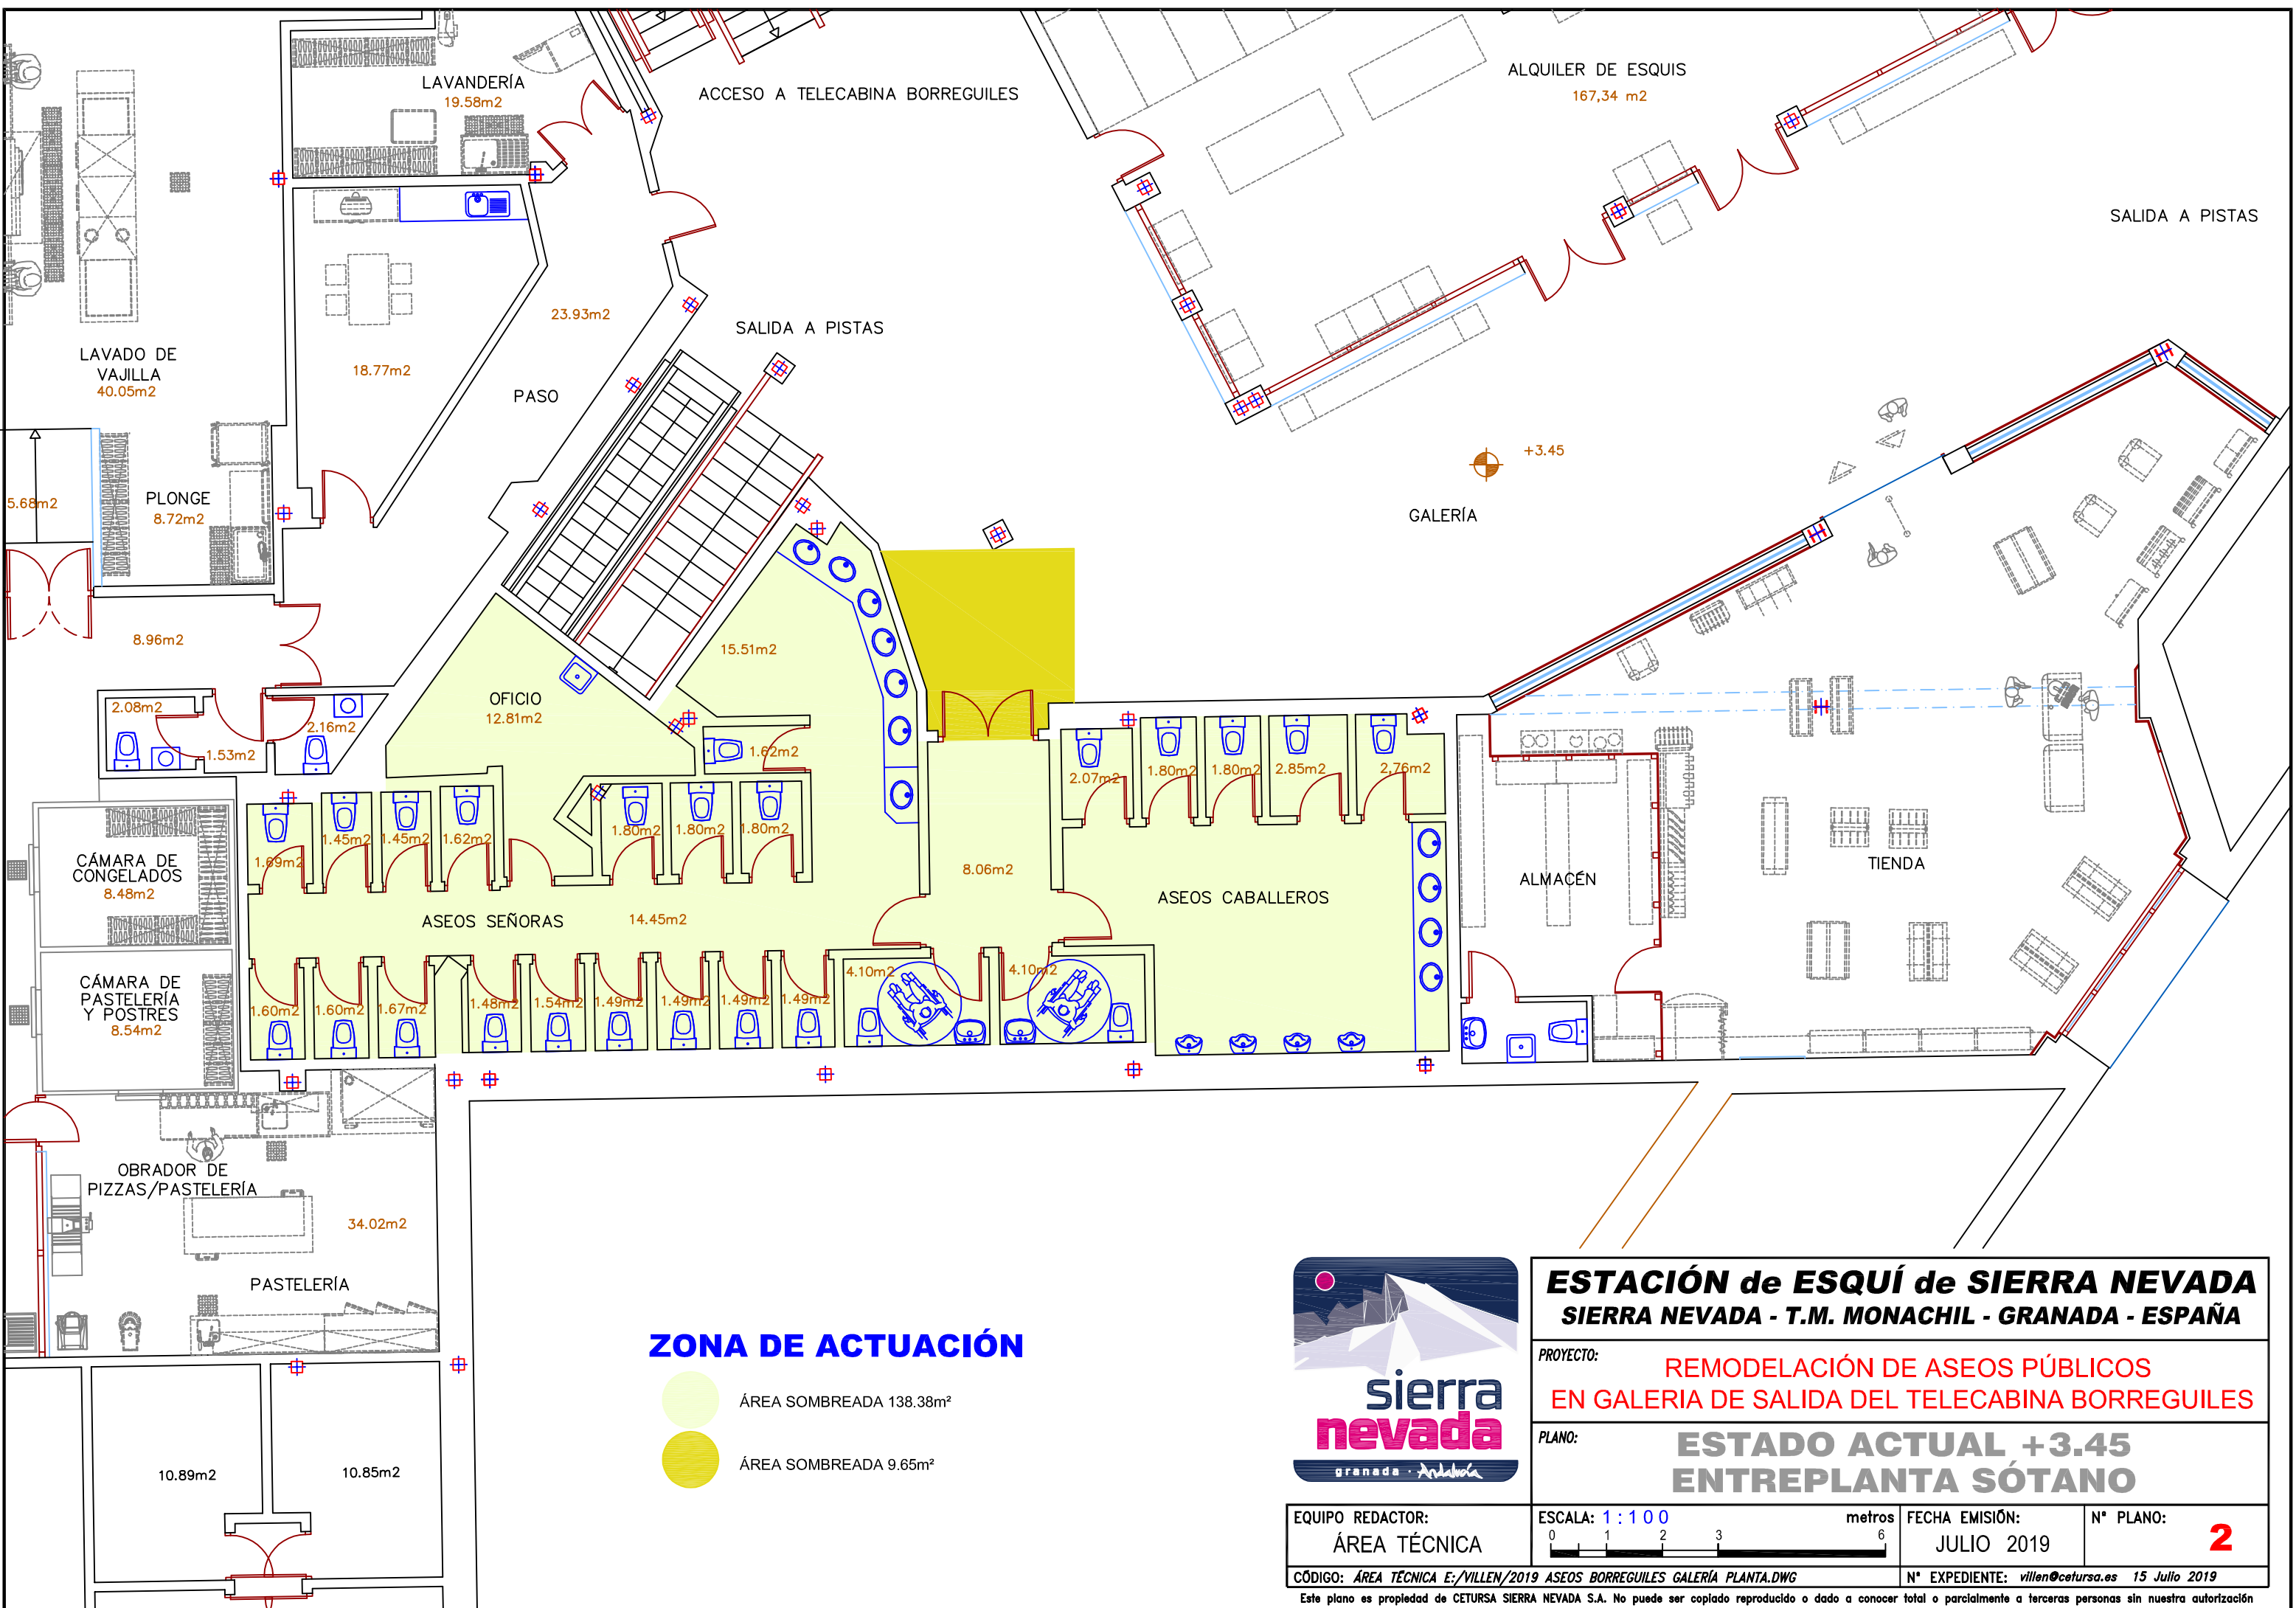 LAVANDERÍA
19.58m2
ACCESO A TELECABINA BORREGUILES
ALQUILER DE ESQUIS
167,34 m2
SALIDA A PISTAS
23.93m2
SALIDA A PISTAS
LAVADO DE
VAJILLA
40.05m2
18.77m2
PASO
+3.45
GALERÍA
5.68m2
PLONGE
8.72m2
8.96m2
15.51m2
OFICIO
12.81m2
2.08m2
2.16m2
1.53m2
1.62m2
2.07m2
1.80m2
1.80m2
2.85m2
2,76m2
1.69m2
1.45m2
1.45m2
1.62m2
1.80m2
1.80m2
1.80m2
CÁMARA DE
CONGELADOS
8.48m2
8.06m2
ASEOS CABALLEROS
ALMACÉN
TIENDA
ASEOS SEÑORAS
14.45m2
CÁMARA DE
PASTELERÍA
Y POSTRES
8.54m2
1.60m2
1.60m2
1.67m2
1.48m2
1.54m2
1.49m2
1.49m2
1.49m2
1.49m2
4.10m2
4.10m2
OBRADOR DE
PIZZAS/PASTELERÍA
34.02m2
PASTELERÍA
10.89m2
10.85m2
ZONA DE ACTUACIÓN
ÁREA SOMBREADA 138.38m²
ÁREA SOMBREADA 9.65m²
sierra
nevada
granada · Andalucía
ESTACIÓN de ESQUÍ de SIERRA NEVADA
SIERRA NEVADA - T.M. MONACHIL - GRANADA - ESPAÑA
PROYECTO:
REMODELACIÓN DE ASEOS PÚBLICOS
EN GALERIA DE SALIDA DEL TELECABINA BORREGUILES
PLANO:
ESTADO ACTUAL +3.45
ENTREPLANTA SÓTANO
EQUIPO REDACTOR:
ÁREA TÉCNICA
ESCALA: 1:100 metros
0 1 2 3 6
FECHA EMISIÓN:
JULIO 2019
Nº PLANO:
2
CÓDIGO: ÁREA TÉCNICA E:/VILLEN/2019 ASEOS BORREGUILES GALERÍA PLANTA.DWG
Nº EXPEDIENTE: villen@cetursa.es 15 Julio 2019
Este plano es propiedad de CETURSA SIERRA NEVADA S.A. No puede ser copiado reproducido o dado a conocer total o parcialmente a terceras personas sin nuestra autorización